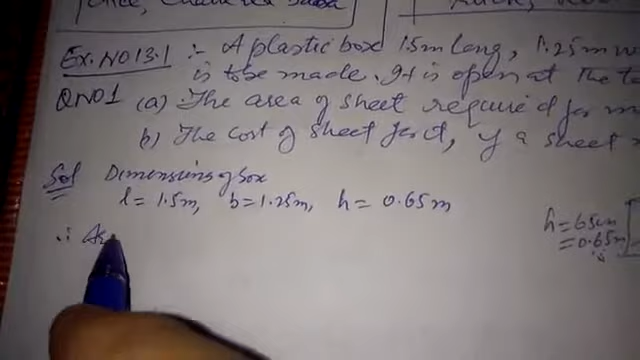 Ex. NO 13.1 :- A plastic box 1.5m long, 1.25m
is to be made. It is open at the
QNO1 (a) The area of sheet required for
b) The cost of sheet for it, if a sheet
Sol Dimensions of box
l = 1.5m, b = 1.25m, h = 0.65m
h = 65cm
= 0.65m
∴